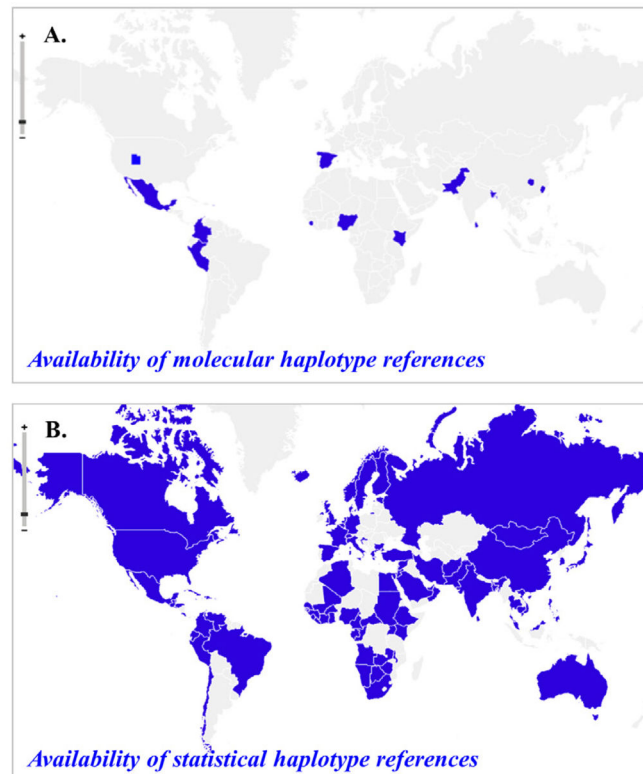 A.
+
−
Availability of molecular haplotype references
B.
+
−
Availability of statistical haplotype references